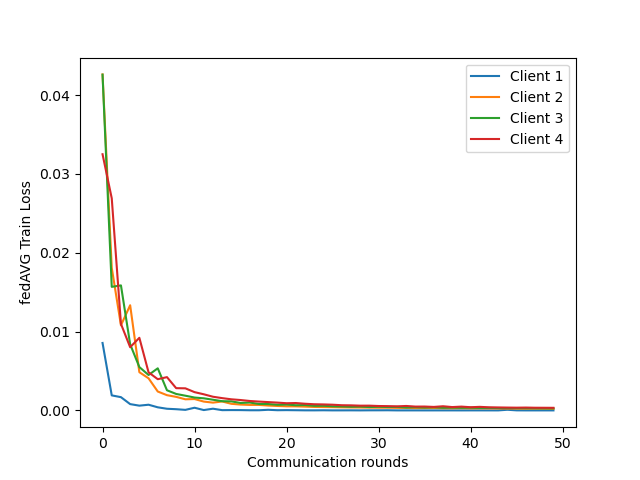 Client 1
Client 2
Client 3
Client 4
fedAVG Train Loss
0.04
0.03
0.02
0.01
0.00
0 10 20 30 40 50
Communication rounds